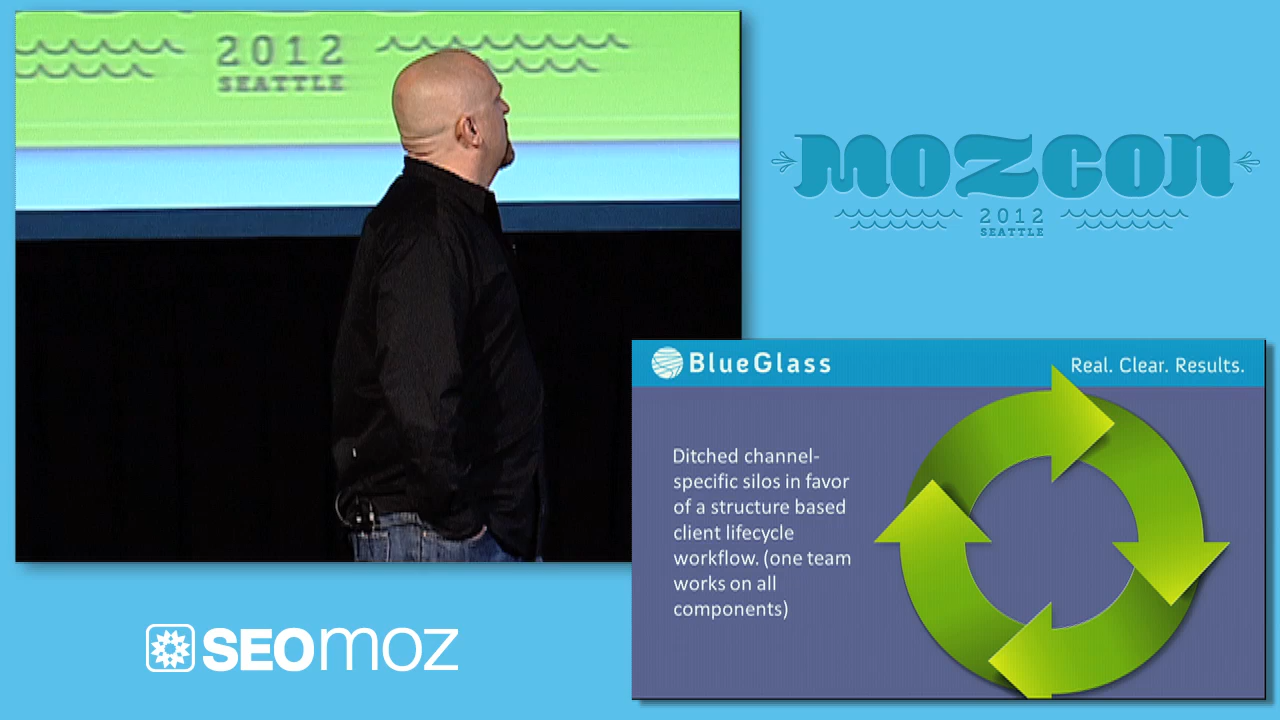 2012
SEATTLE
MOZCON
2012
SEATTLE
BlueGlass
Real. Clear. Results.
Ditched channel-
specific silos in favor
of a structure based
client lifecycle
workflow. (one team
works on all
components)
SEOMOZ